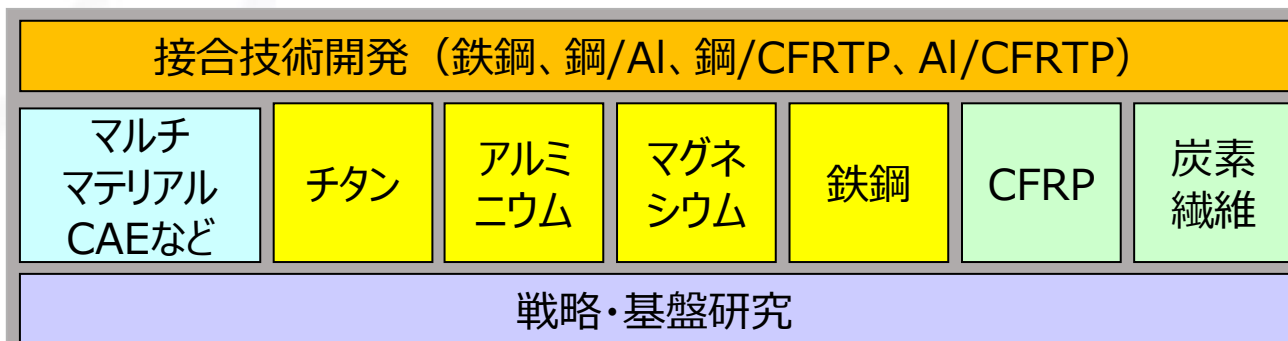 接合技術開発（鉄鋼、鋼/Al、鋼/CFRTP、Al/CFRTP）
マルチ
マテリアル
CAEなど
チタン
アルミ
ニウム
マグネ
シウム
鉄鋼
CFRP
炭素
繊維
戦略・基盤研究